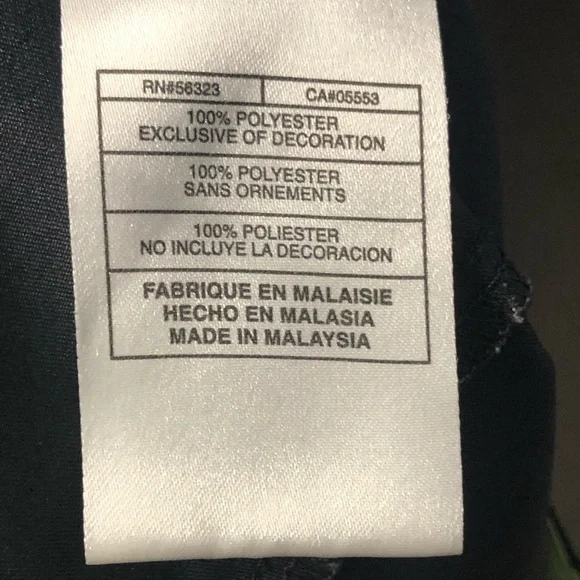 RN#56323 CA#05553
100% POLYESTER
EXCLUSIVE OF DECORATION
100% POLYESTER
SANS ORNEMENTS
100% POLIESTER
NO INCLUYE LA DECORACION
FABRIQUE EN MALAISIE
HECHO EN MALASIA
MADE IN MALAYSIA